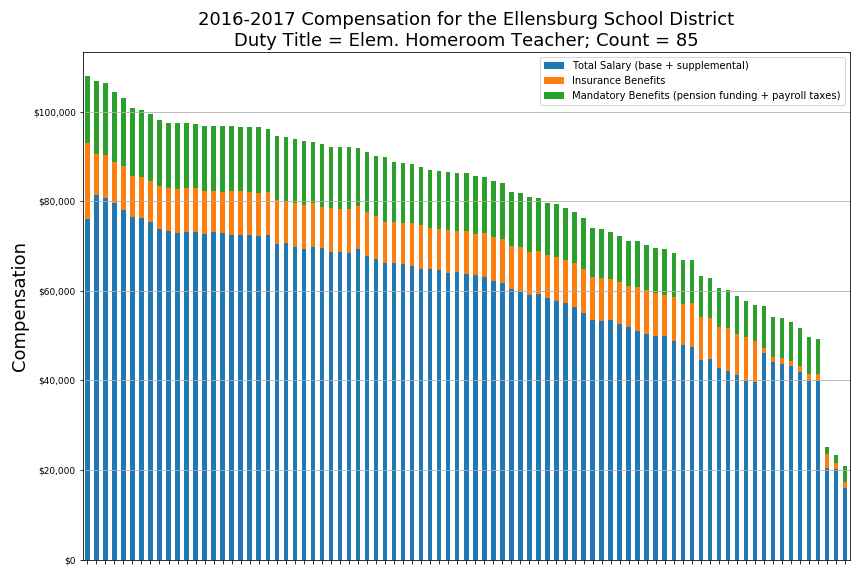 2016-2017 Compensation for the Ellensburg School District
Duty Title = Elem. Homeroom Teacher; Count = 85
Total Salary (base + supplemental)
Insurance Benefits
Mandatory Benefits (pension funding + payroll taxes)
$100,000
$80,000
$60,000
$40,000
$20,000
$0
Compensation